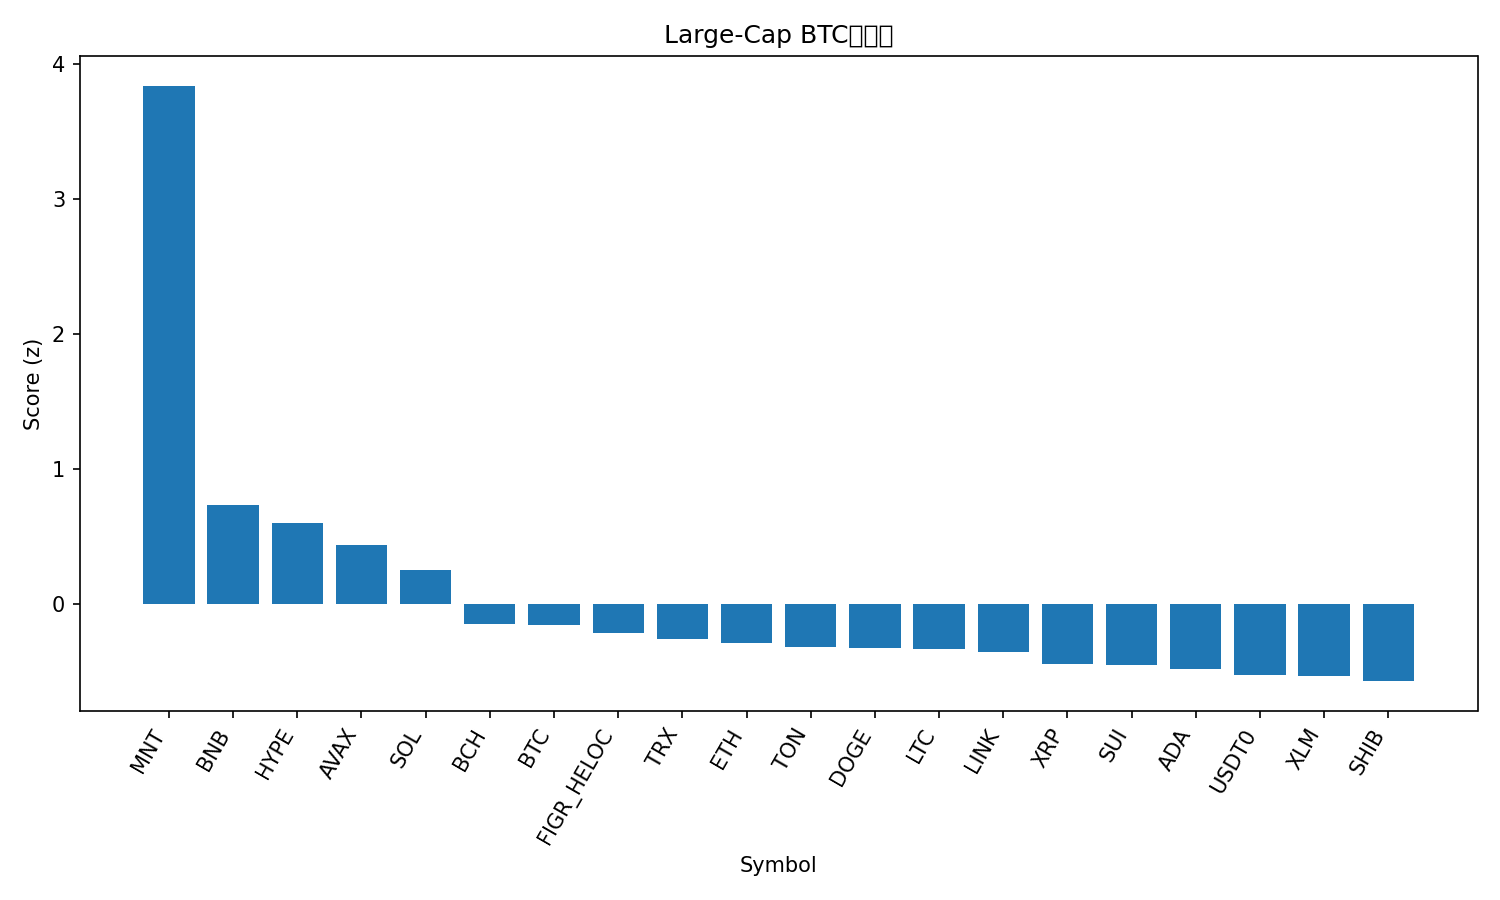 Large-Cap BTC
4
3
2
1
0
Score (z)
MNT
BNB
HYPE
AVAX
SOL
BCH
BTC
FIGR_HELOC
TRX
ETH
TON
DOGE
LTC
LINK
XRP
SUI
ADA
USDT0
XLM
SHIB
Symbol